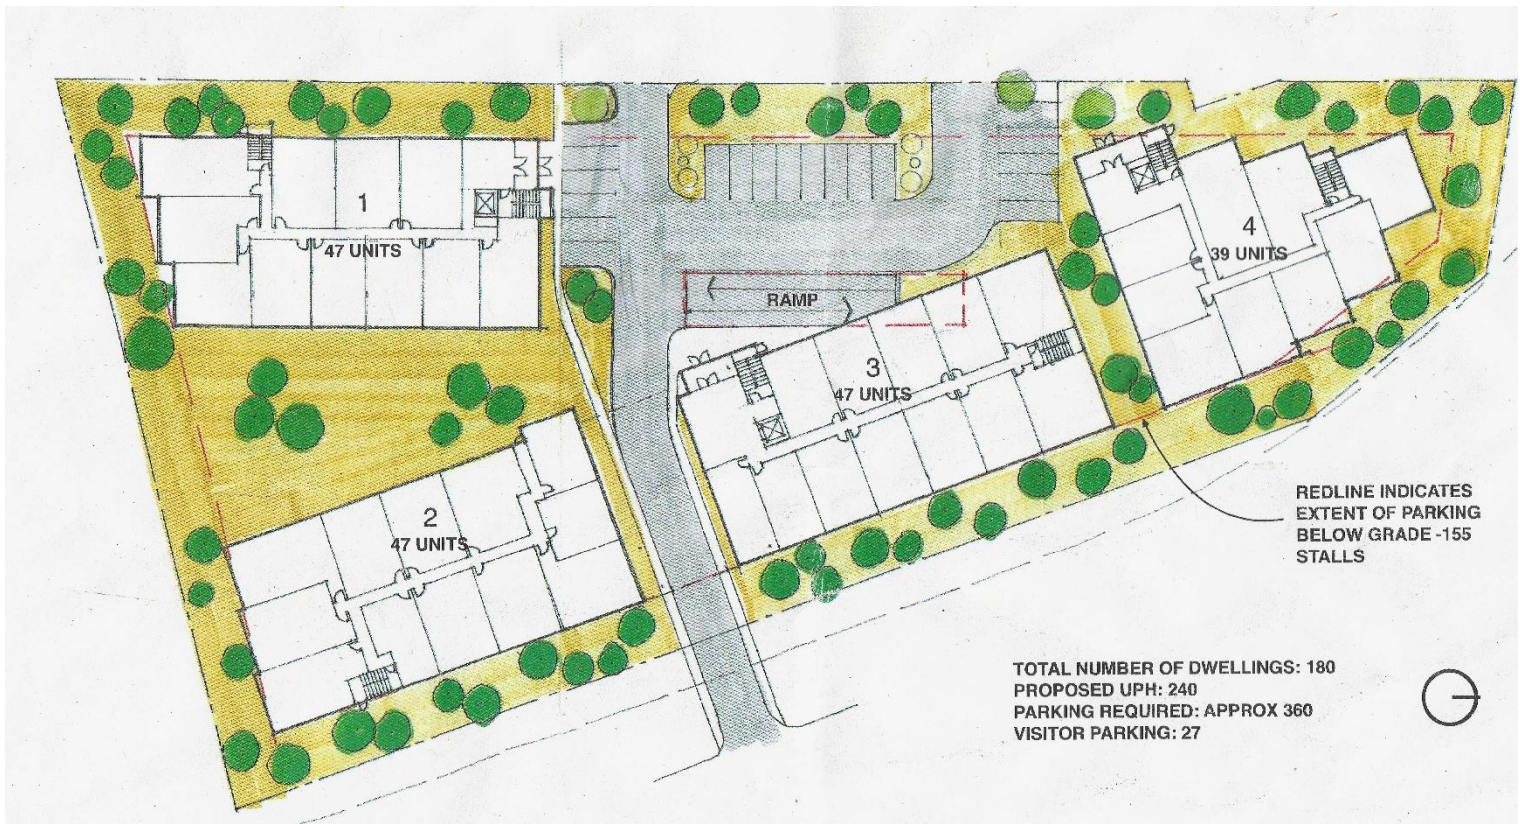 1
47 UNITS
2
47 UNITS
RAMP
3
47 UNITS
4
39 UNITS
REDLINE INDICATES
EXTENT OF PARKING
BELOW GRADE -155
STALLS
TOTAL NUMBER OF DWELLINGS: 180
PROPOSED UPH: 240
PARKING REQUIRED: APPROX 360
VISITOR PARKING: 27